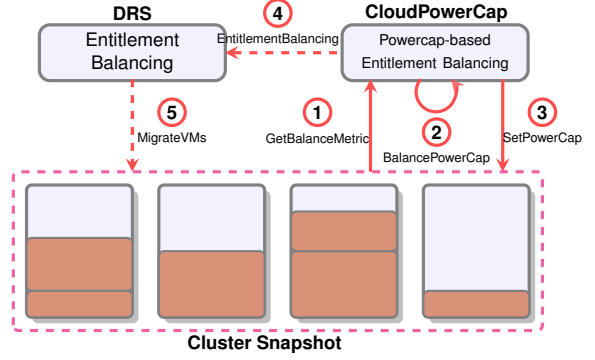 DRS
CloudPowerCap
4
Entitlement
Balancing
EntitlementBalancing
Powercap-based
Entitlement Balancing
5
MigrateVMs
1
GetBalanceMetric
2
BalancePowerCap
3
SetPowerCap
Cluster Snapshot